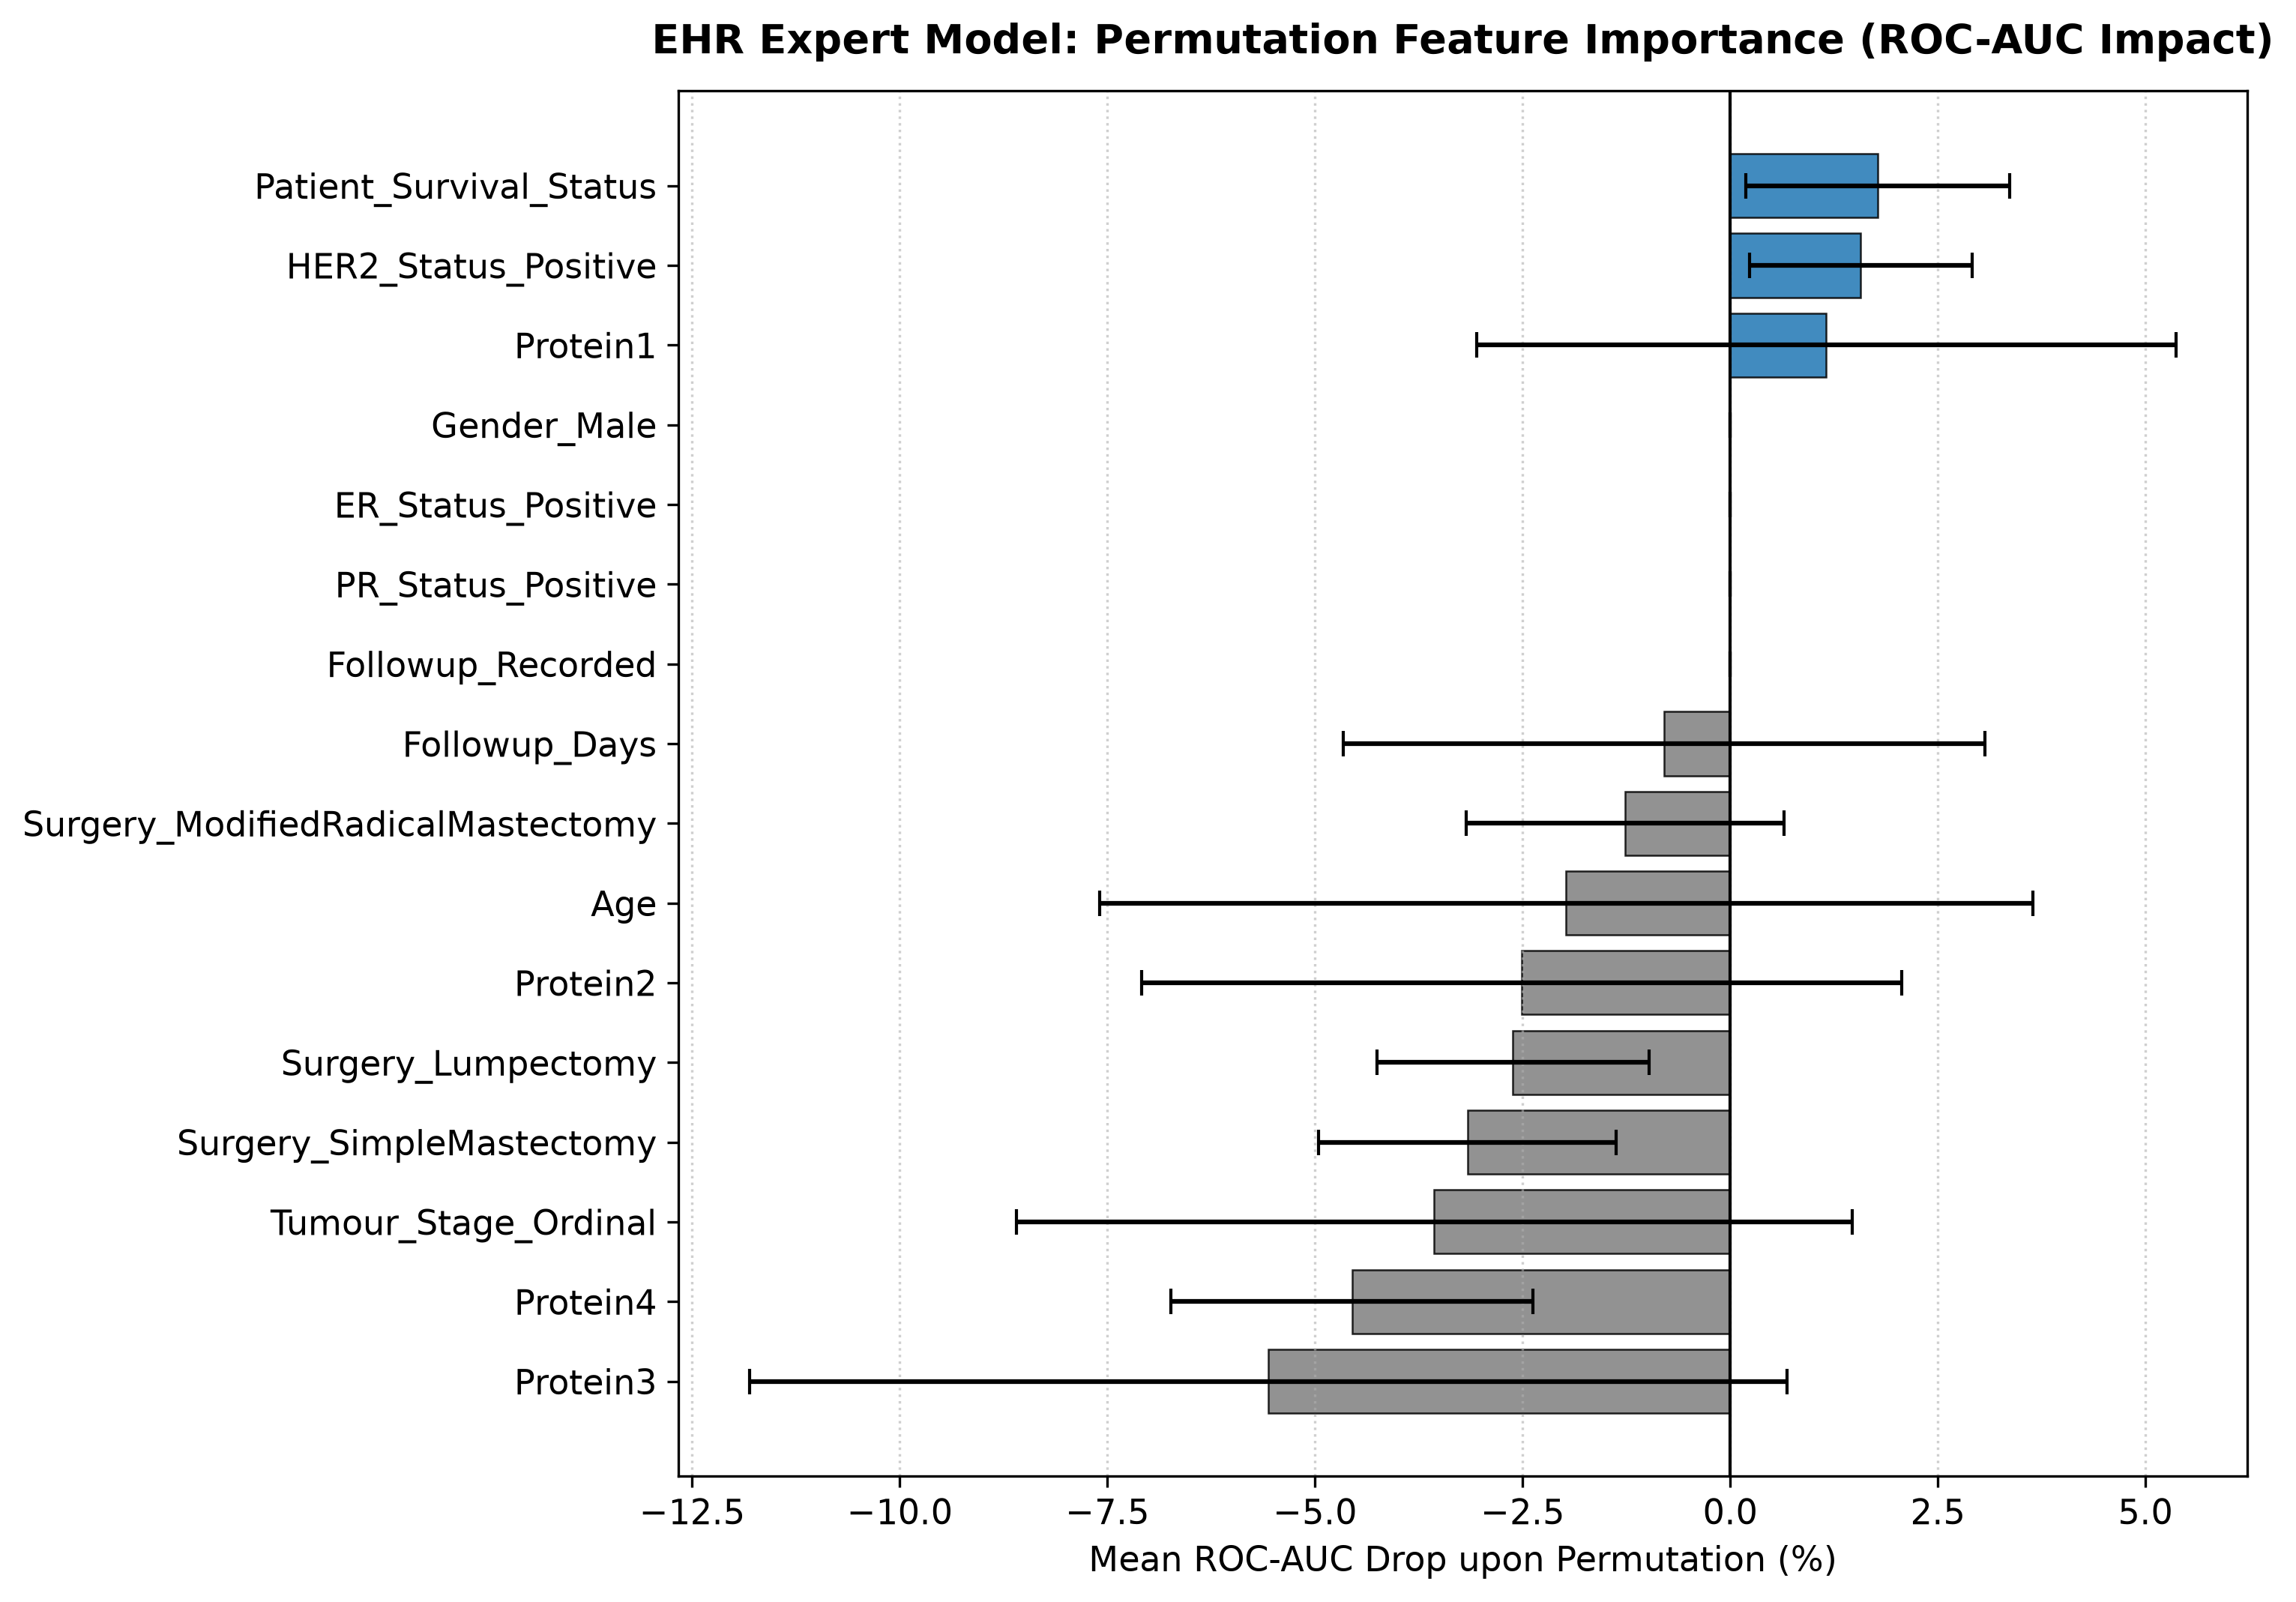 EHR Expert Model: Permutation Feature Importance (ROC-AUC Impact)
Patient_Survival_Status
HER2_Status_Positive
Protein1
Gender_Male
ER_Status_Positive
PR_Status_Positive
Followup_Recorded
Followup_Days
Surgery_ModifiedRadicalMastectomy
Age
Protein2
Surgery_Lumpectomy
Surgery_SimpleMastectomy
Tumour_Stage_Ordinal
Protein4
Protein3
−12.5 −10.0 −7.5 −5.0 −2.5 0.0 2.5 5.0
Mean ROC-AUC Drop upon Permutation (%)